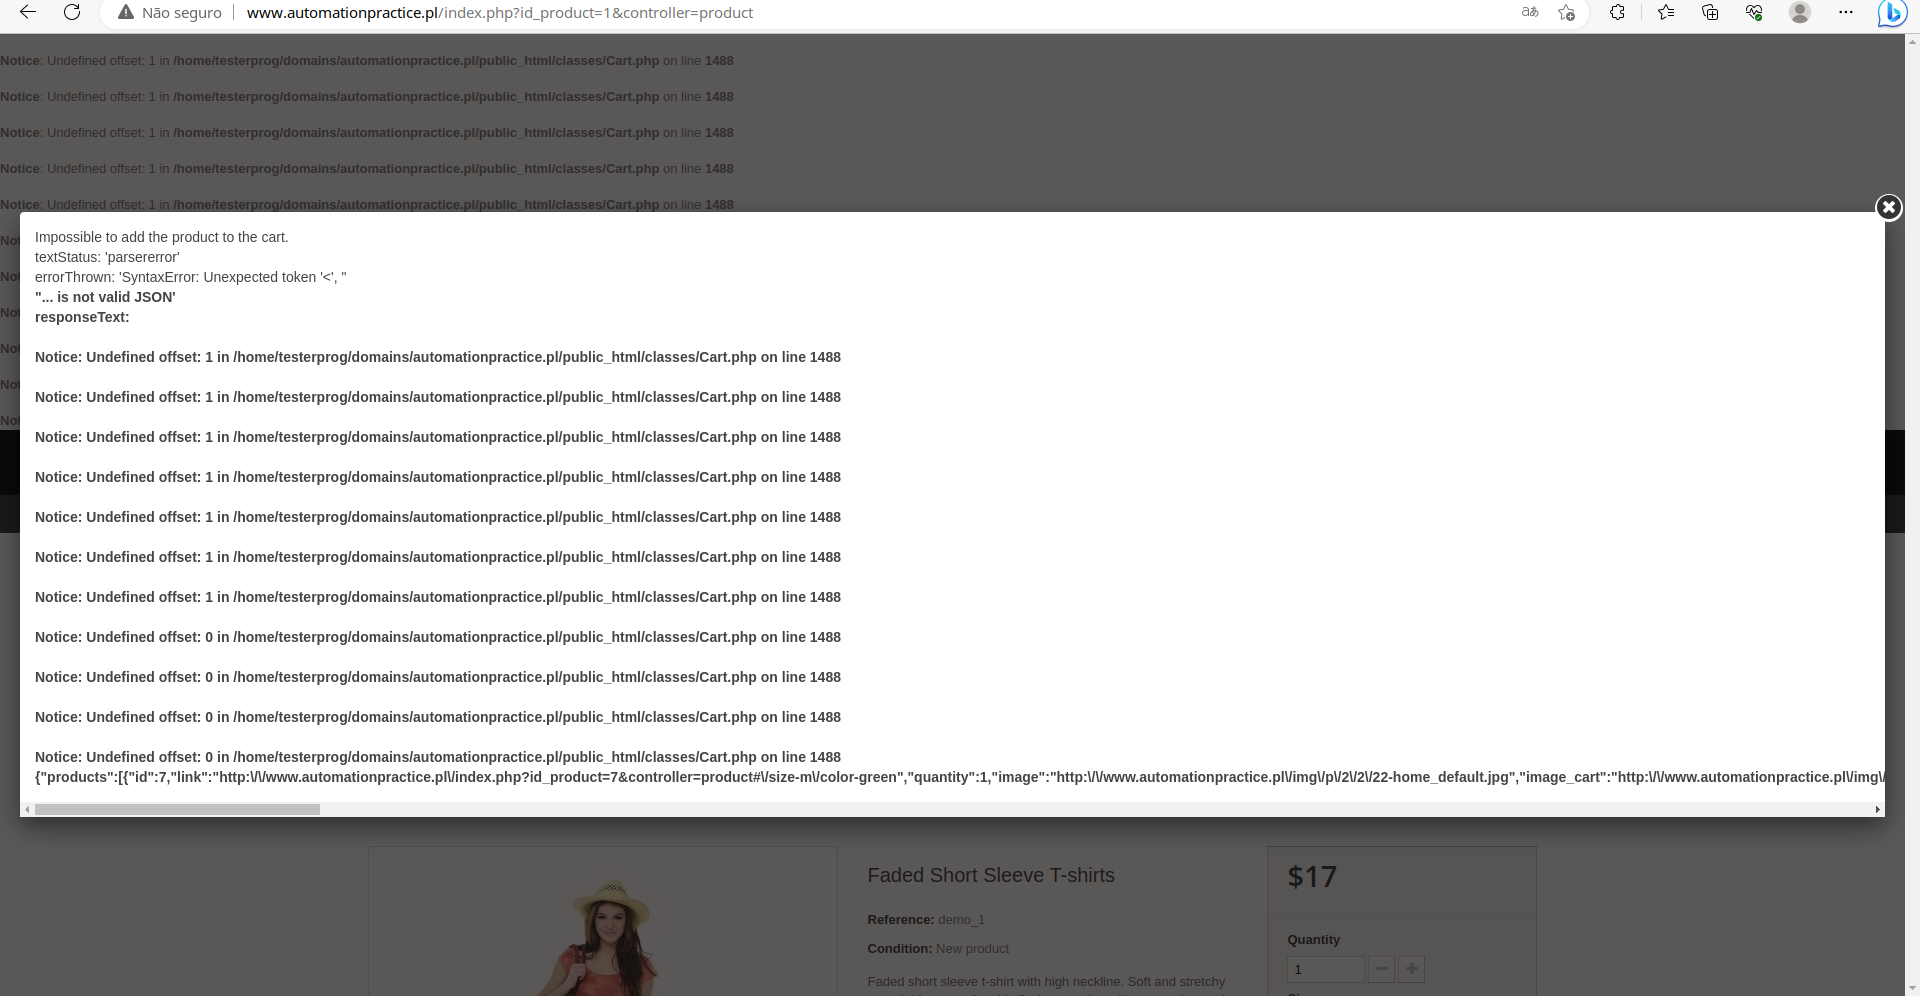 Não seguro www.automationpractice.pl/index.php?id_product=1&controller=product
Notice: Undefined offset: 1 in /home/testerprog/domains/automationpractice.pl/public_html/classes/Cart.php on line 1488
Notice: Undefined offset: 1 in /home/testerprog/domains/automationpractice.pl/public_html/classes/Cart.php on line 1488
Notice: Undefined offset: 1 in /home/testerprog/domains/automationpractice.pl/public_html/classes/Cart.php on line 1488
Notice: Undefined offset: 1 in /home/testerprog/domains/automationpractice.pl/public_html/classes/Cart.php on line 1488
Notice: Undefined offset: 1 in /home/testerprog/domains/automationpractice.pl/public_html/classes/Cart.php on line 1488
Impossible to add the product to the cart.
textStatus: 'parsererror'
errorThrown: 'SyntaxError: Unexpected token '<', "
"... is not valid JSON'
responseText:
Notice: Undefined offset: 1 in /home/testerprog/domains/automationpractice.pl/public_html/classes/Cart.php on line 1488
Notice: Undefined offset: 1 in /home/testerprog/domains/automationpractice.pl/public_html/classes/Cart.php on line 1488
Notice: Undefined offset: 1 in /home/testerprog/domains/automationpractice.pl/public_html/classes/Cart.php on line 1488
Notice: Undefined offset: 1 in /home/testerprog/domains/automationpractice.pl/public_html/classes/Cart.php on line 1488
Notice: Undefined offset: 1 in /home/testerprog/domains/automationpractice.pl/public_html/classes/Cart.php on line 1488
Notice: Undefined offset: 1 in /home/testerprog/domains/automationpractice.pl/public_html/classes/Cart.php on line 1488
Notice: Undefined offset: 1 in /home/testerprog/domains/automationpractice.pl/public_html/classes/Cart.php on line 1488
Notice: Undefined offset: 0 in /home/testerprog/domains/automationpractice.pl/public_html/classes/Cart.php on line 1488
Notice: Undefined offset: 0 in /home/testerprog/domains/automationpractice.pl/public_html/classes/Cart.php on line 1488
Notice: Undefined offset: 0 in /home/testerprog/domains/automationpractice.pl/public_html/classes/Cart.php on line 1488
Notice: Undefined offset: 0 in /home/testerprog/domains/automationpractice.pl/public_html/classes/Cart.php on line 1488
{"products":[{"id":7,"link":"http:\/\/www.automationpractice.pl\/index.php?id_product=7&controller=product#\/size-m\/color-green","quantity":1,"image":"http:\/\/www.automationpractice.pl\/img\/p\/2\/2\/22-home_default.jpg","image_cart":"http:\/\/www.automationpractice.pl\/img\/
Faded Short Sleeve T-shirts
Reference: demo_1
Condition: New product
Faded short sleeve t-shirt with high neckline. Soft and stretchy
$17
Quantity
1